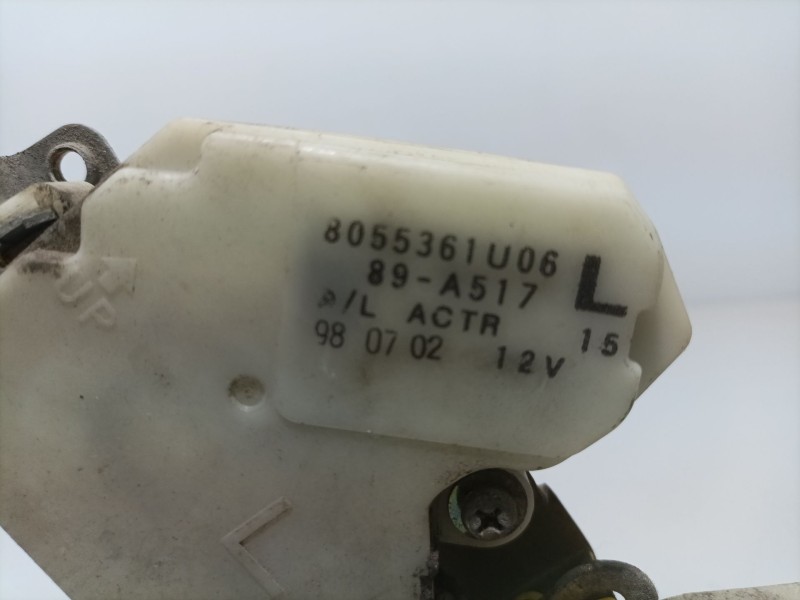 8055361U06
89-A517 L
/L ACTR
98 07 02 12V 15
UP
L